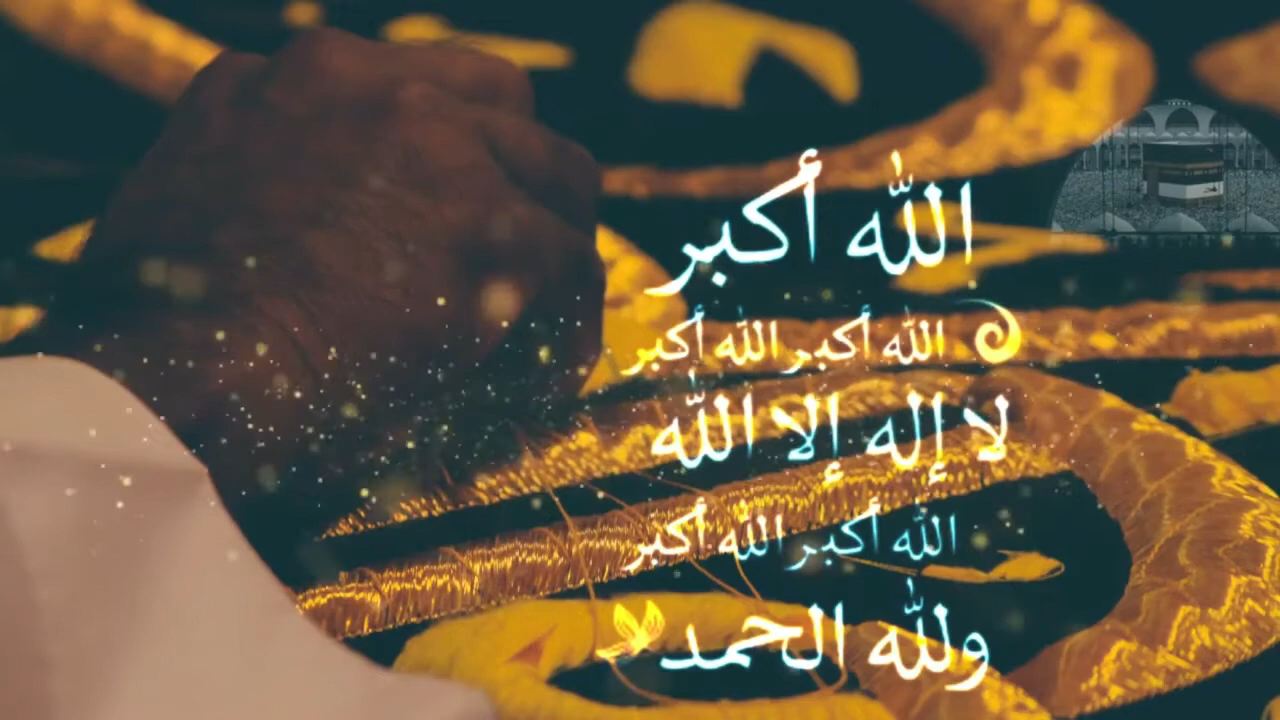 الله أكبر
الله أكبر الله أكبر
لا إله إلا الله
الله أكبر الله أكبر
ولله الحمد